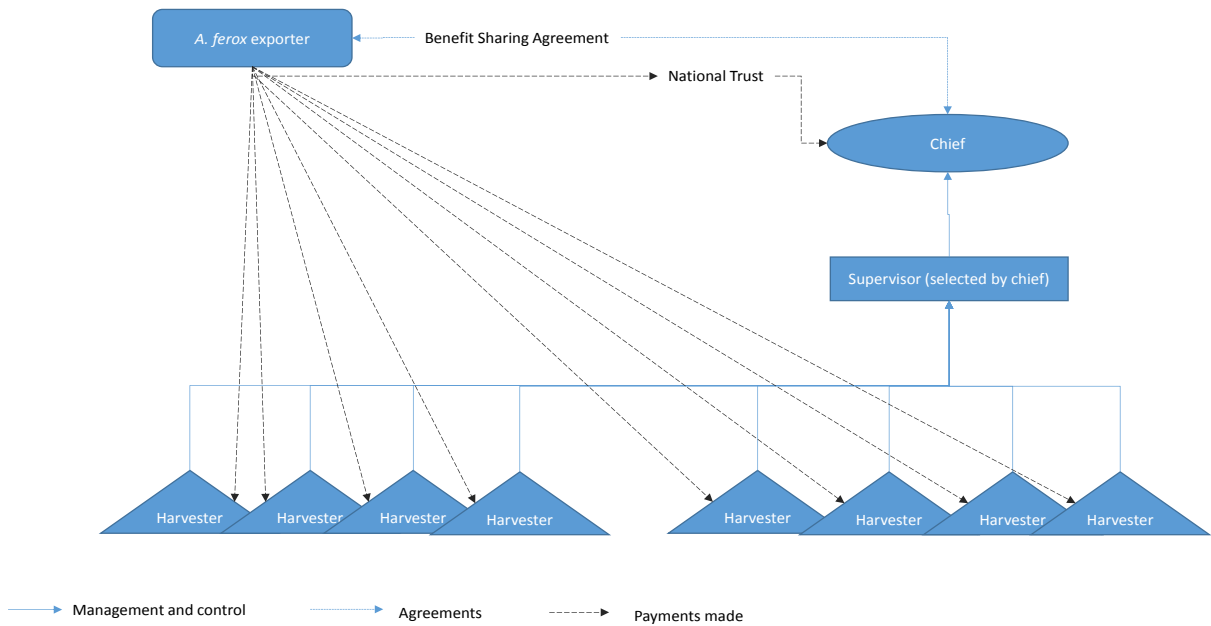 A. ferox exporter
Benefit Sharing Agreement
National Trust
Chief
Supervisor (selected by chief)
Harvester
Harvester
Harvester
Harvester
Harvester
Harvester
Harvester
Harvester
Management and control
Agreements
Payments made